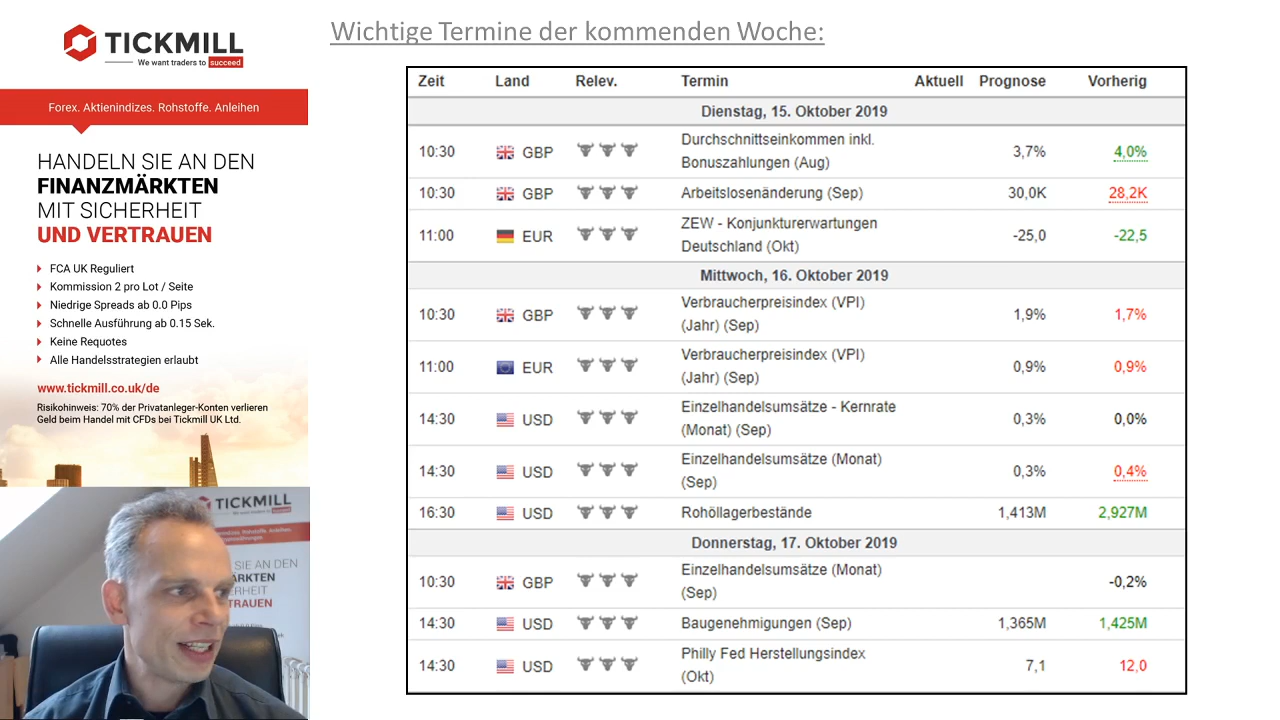 TICKMILL
We want traders to succeed
Forex. Aktienindizes. Rohstoffe. Anleihen
HANDELN SIE AN DEN
FINANZMÄRKTEN
MIT SICHERHEIT
UND VERTRAUEN
FCA UK Reguliert
Kommission 2 pro Lot / Seite
Niedrige Spreads ab 0.0 Pips
Schnelle Ausführung ab 0.15 Sek.
Keine Requotes
Alle Handelsstrategien erlaubt
www.tickmill.co.uk/de
Risikohinweis: 70% der Privatanleger-Konten verlieren
Geld beim Handel mit CFDs bei Tickmill UK Ltd.
TICKMILL
SIE AN DEN
ÄRKTEN
ERHEIT
TRAUEN
Wichtige Termine der kommenden Woche:
Zeit Land Relev. Termin Aktuell Prognose Vorherig
Dienstag, 15. Oktober 2019
10:30 GBP Durchschnittseinkommen inkl. 3,7% 4,0%
Bonuszahlungen (Aug)
10:30 GBP Arbeitslosenänderung (Sep) 30,0K 28,2K
11:00 EUR ZEW - Konjunkturerwartungen -25,0 -22,5
Deutschland (Okt)
Mittwoch, 16. Oktober 2019
10:30 GBP Verbraucherpreisindex (VPI) 1,9% 1,7%
(Jahr) (Sep)
11:00 EUR Verbraucherpreisindex (VPI) 0,9% 0,9%
(Jahr) (Sep)
14:30 USD Einzelhandelsumsätze - Kernrate 0,3% 0,0%
(Monat) (Sep)
14:30 USD Einzelhandelsumsätze (Monat) 0,3% 0,4%
(Sep)
16:30 USD Rohöllagerbestände 1,413M 2,927M
Donnerstag, 17. Oktober 2019
10:30 GBP Einzelhandelsumsätze (Monat) -0,2%
(Sep)
14:30 USD Baugenehmigungen (Sep) 1,365M 1,425M
14:30 USD Philly Fed Herstellungsindex 7,1 12,0
(Okt)